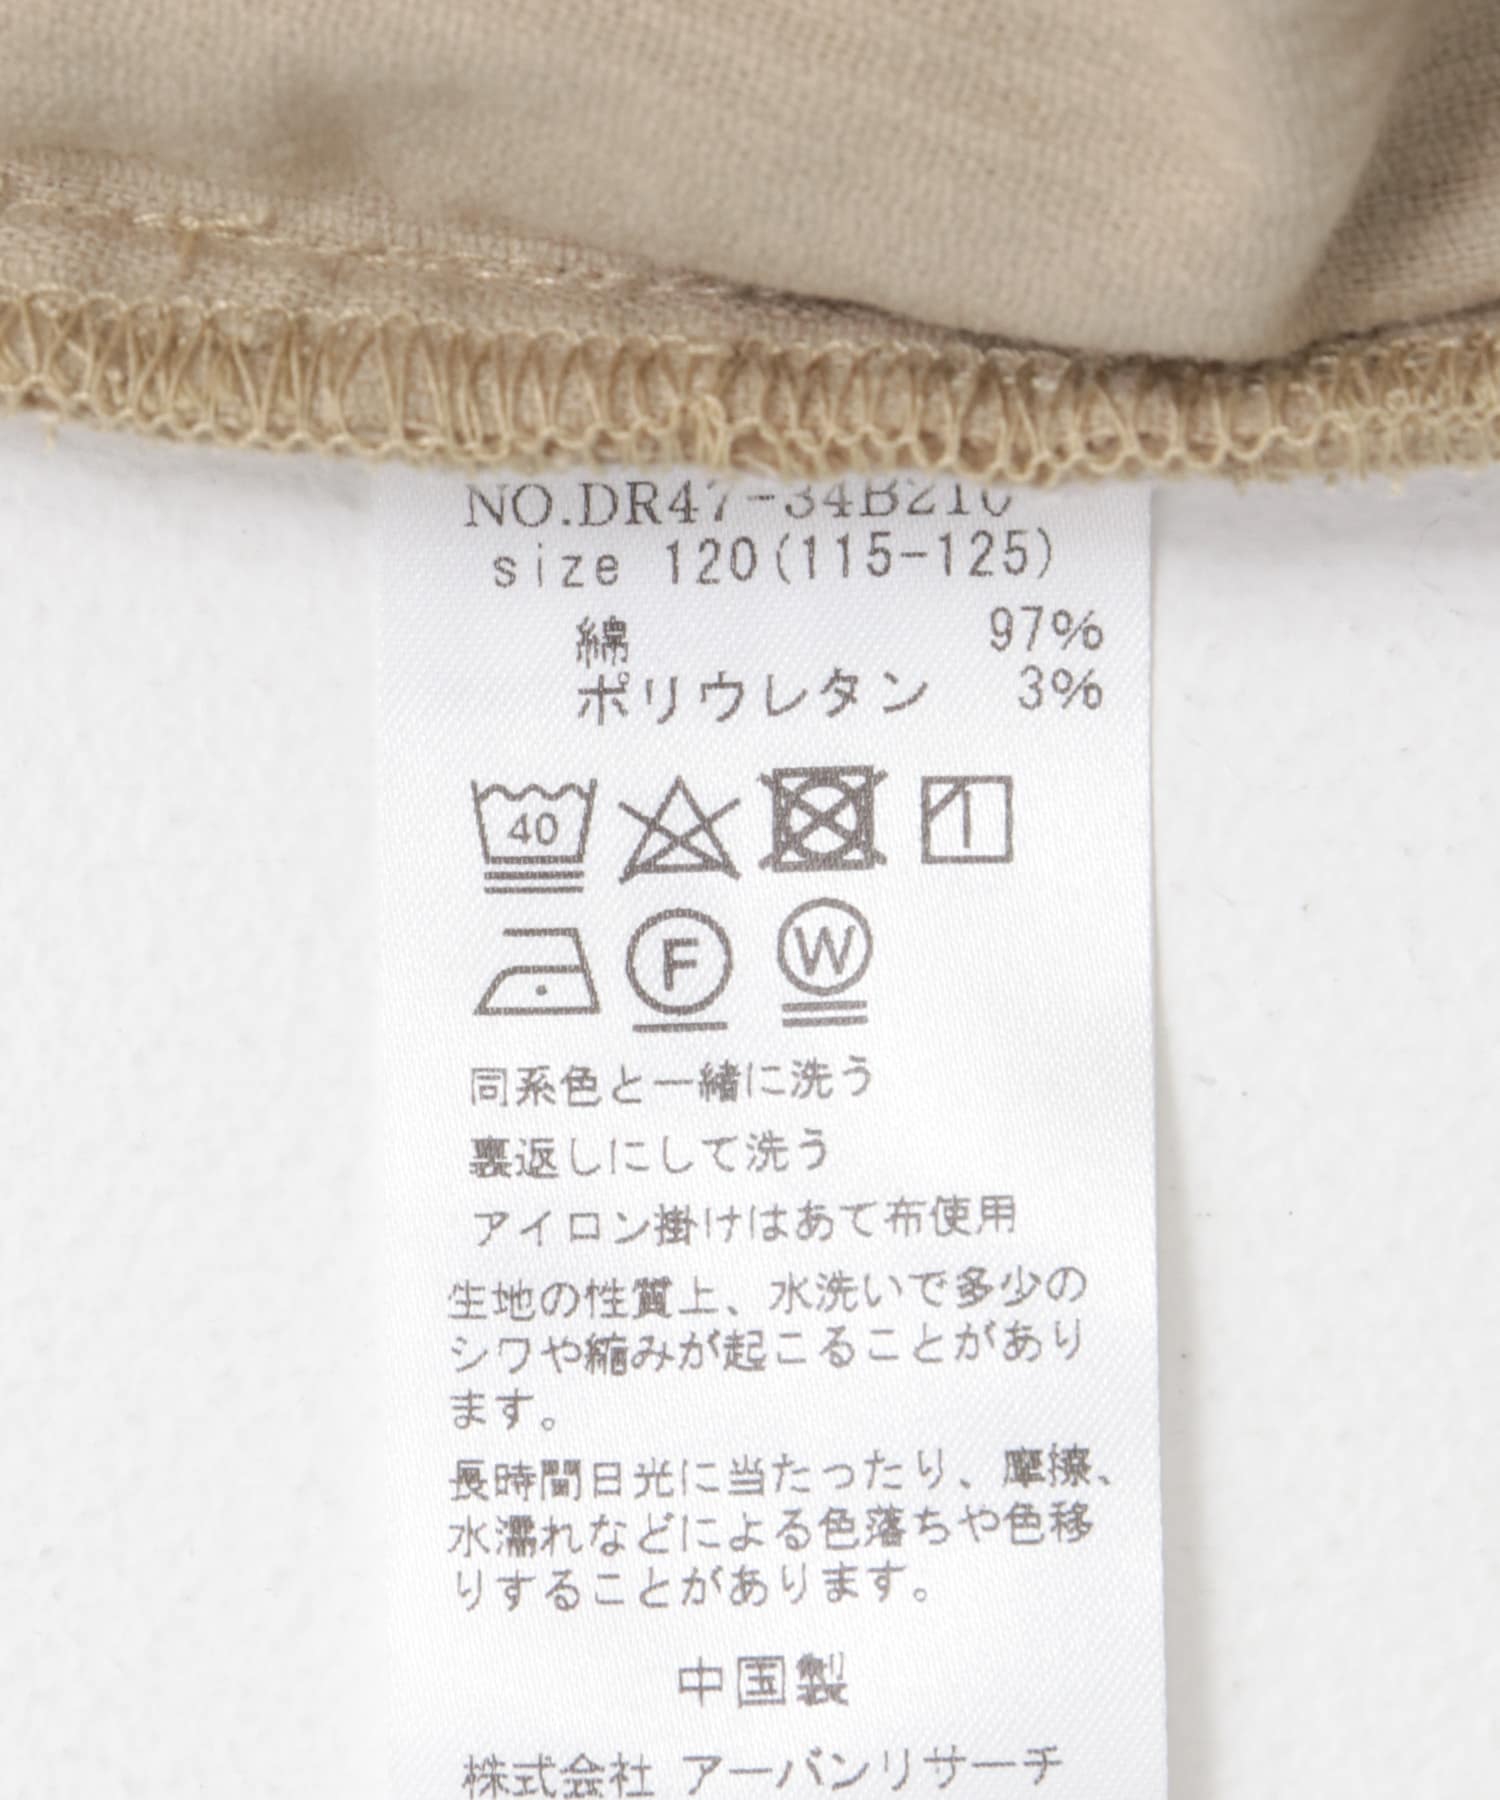 NO.DR47-34B210
size 120(115-125)
綿 97%
ポリウレタン 3%
40
F
W
同系色と一緒に洗う
裏返しにして洗う
アイロン掛けはあて布使用
生地の性質上、水洗いで多少の
シワや縮みが起こることがあり
ます。
長時間日光に当たったり、摩擦、
水濡れなどによる色落ちや色移
りすることがあります。
中国製
株式会社 アーバンリサーチ